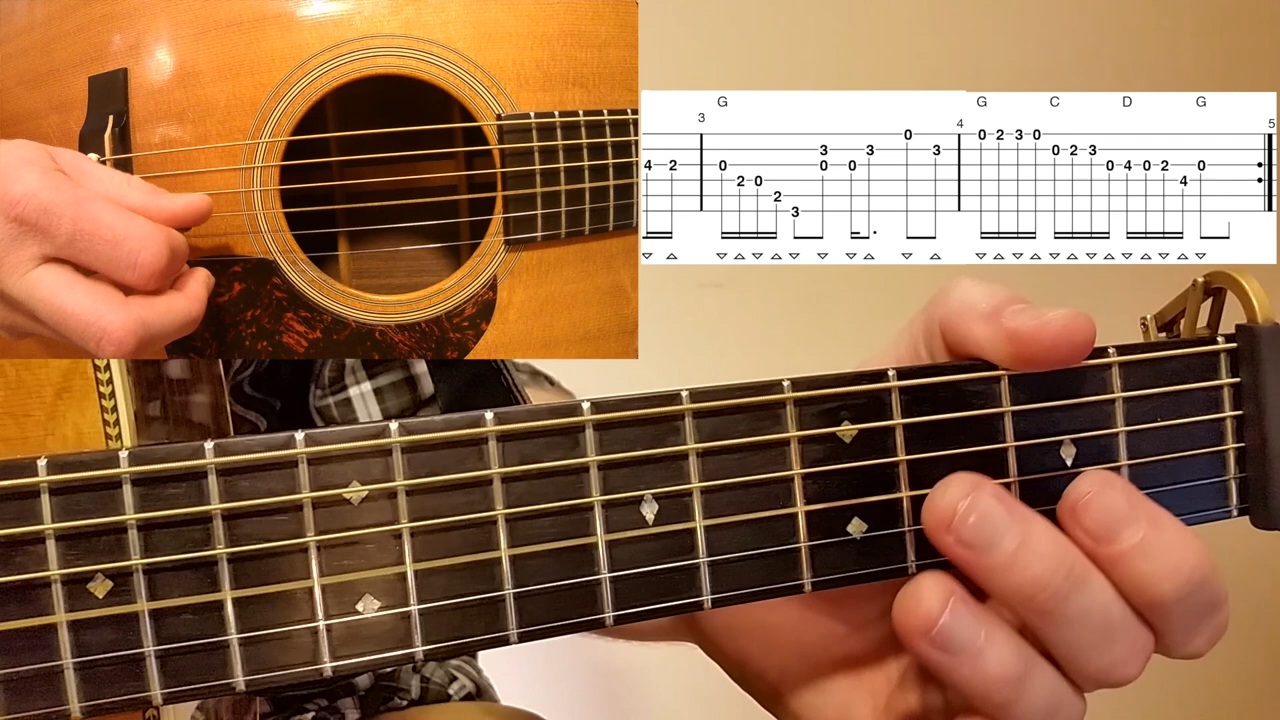 G G C D G
3 4 5
0 0 2 3 0
3 3 3 0 2 3
4 2 0 0 0 0 4 0 2 0
2 0 4
2
3